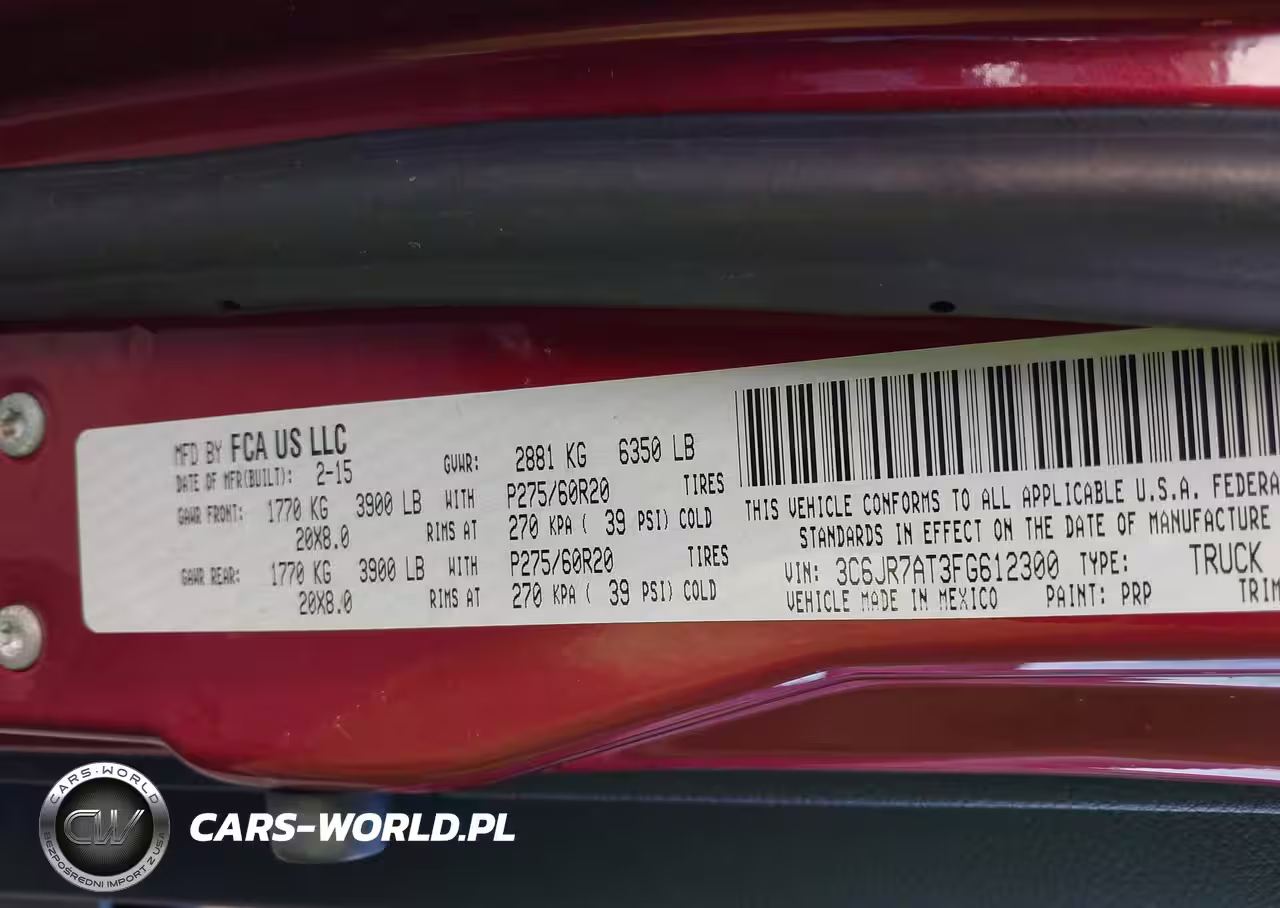 MFD BY FCA US LLC
DATE OF MFR(BUILT): 2-15
GVWR: 2881 KG 6350 LB
GAWR FRONT: 1770 KG 3900 LB WITH P275/60R20 TIRES
20X8.0 RIMS AT 270 KPA ( 39 PSI) COLD
GAWR REAR: 1770 KG 3900 LB WITH P275/60R20 TIRES
20X8.0 RIMS AT 270 KPA ( 39 PSI) COLD
THIS VEHICLE CONFORMS TO ALL APPLICABLE U.S.A. FEDERA
STANDARDS IN EFFECT ON THE DATE OF MANUFACTURE
VIN: 3C6JR7AT3FG612300 TYPE: TRUCK
VEHICLE MADE IN MEXICO PAINT: PRP TRIM
CARS-WORLD
CW
BEZPOŚREDNI IMPORT Z USA
CARS-WORLD.PL